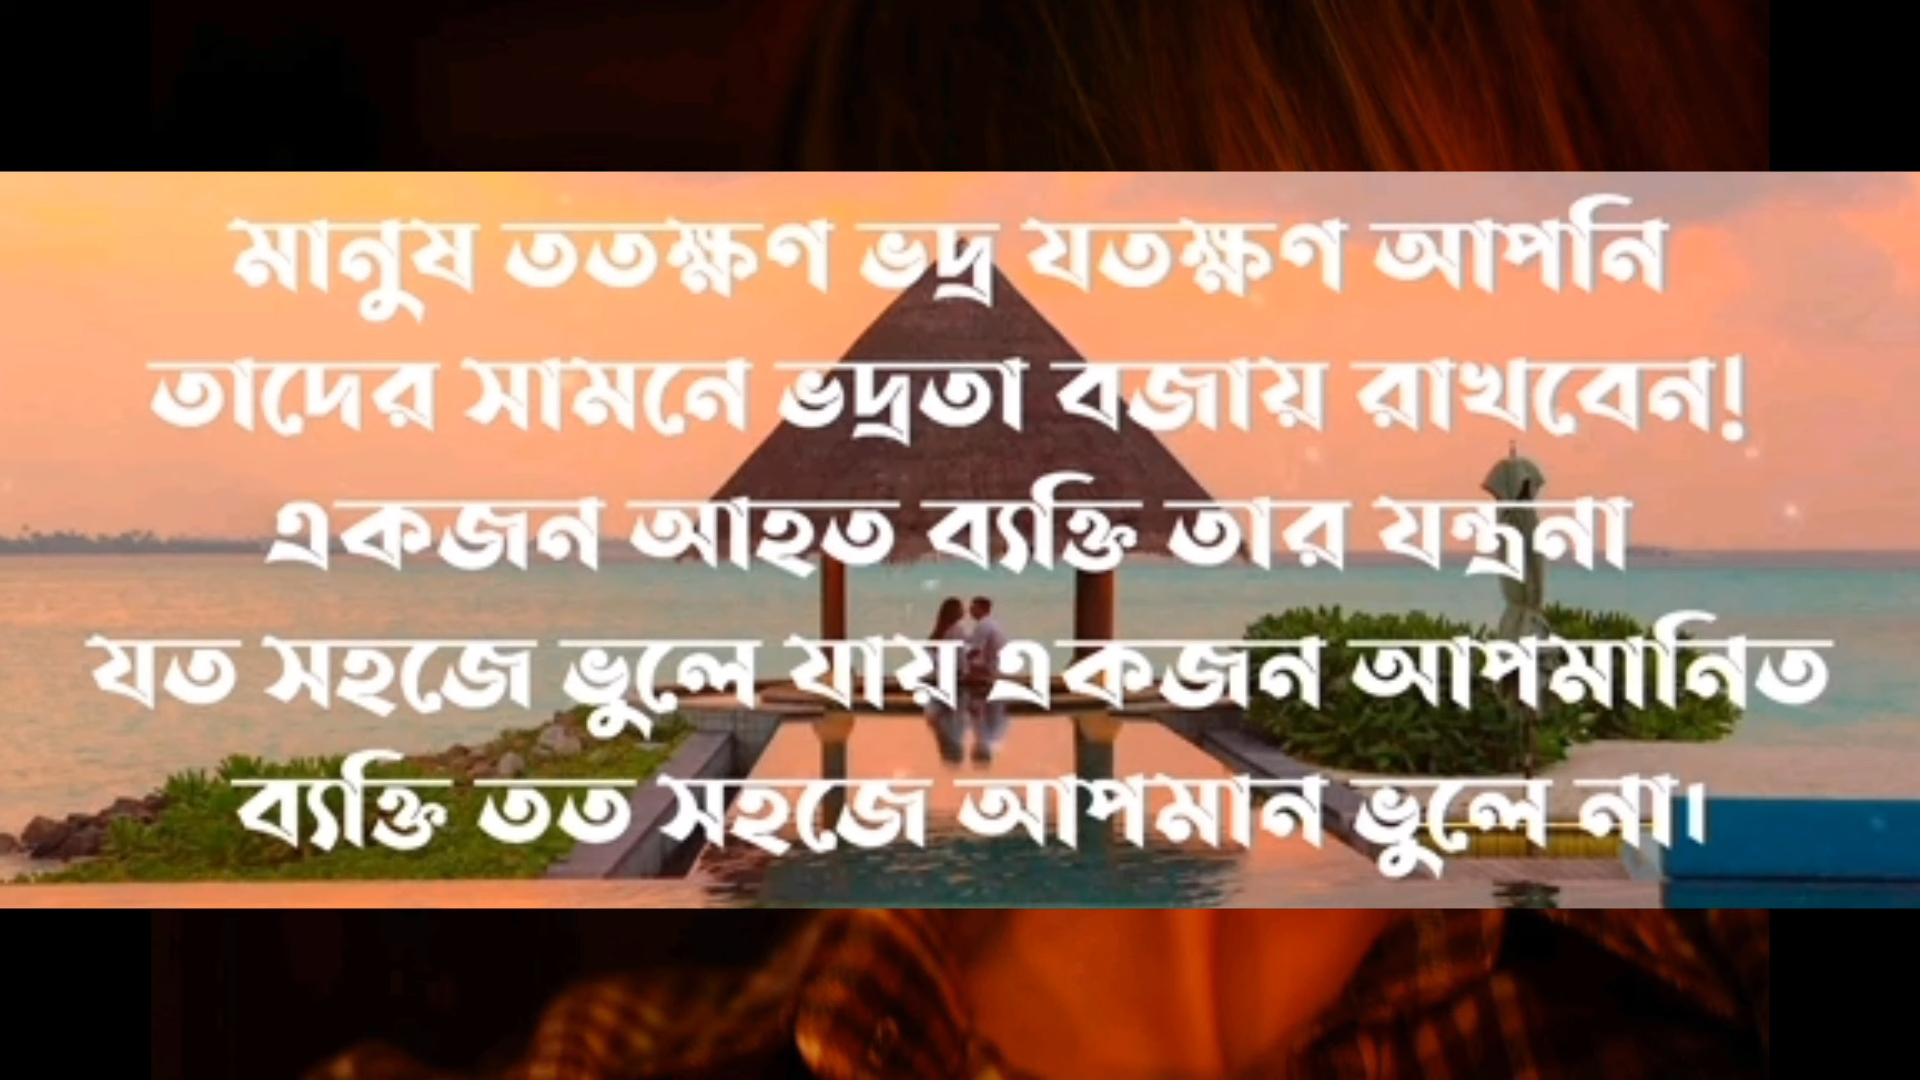 মানুষ ততক্ষণ ভদ্র যতক্ষণ আপনি
তাদের সামনে ভদ্রতা বজায় রাখবেন!
একজন আহত ব্যক্তি তার যন্ত্রনা
যত সহজে ভুলে যায় একজন আপমানিত
ব্যক্তি তত সহজে আপমান ভুলে না।